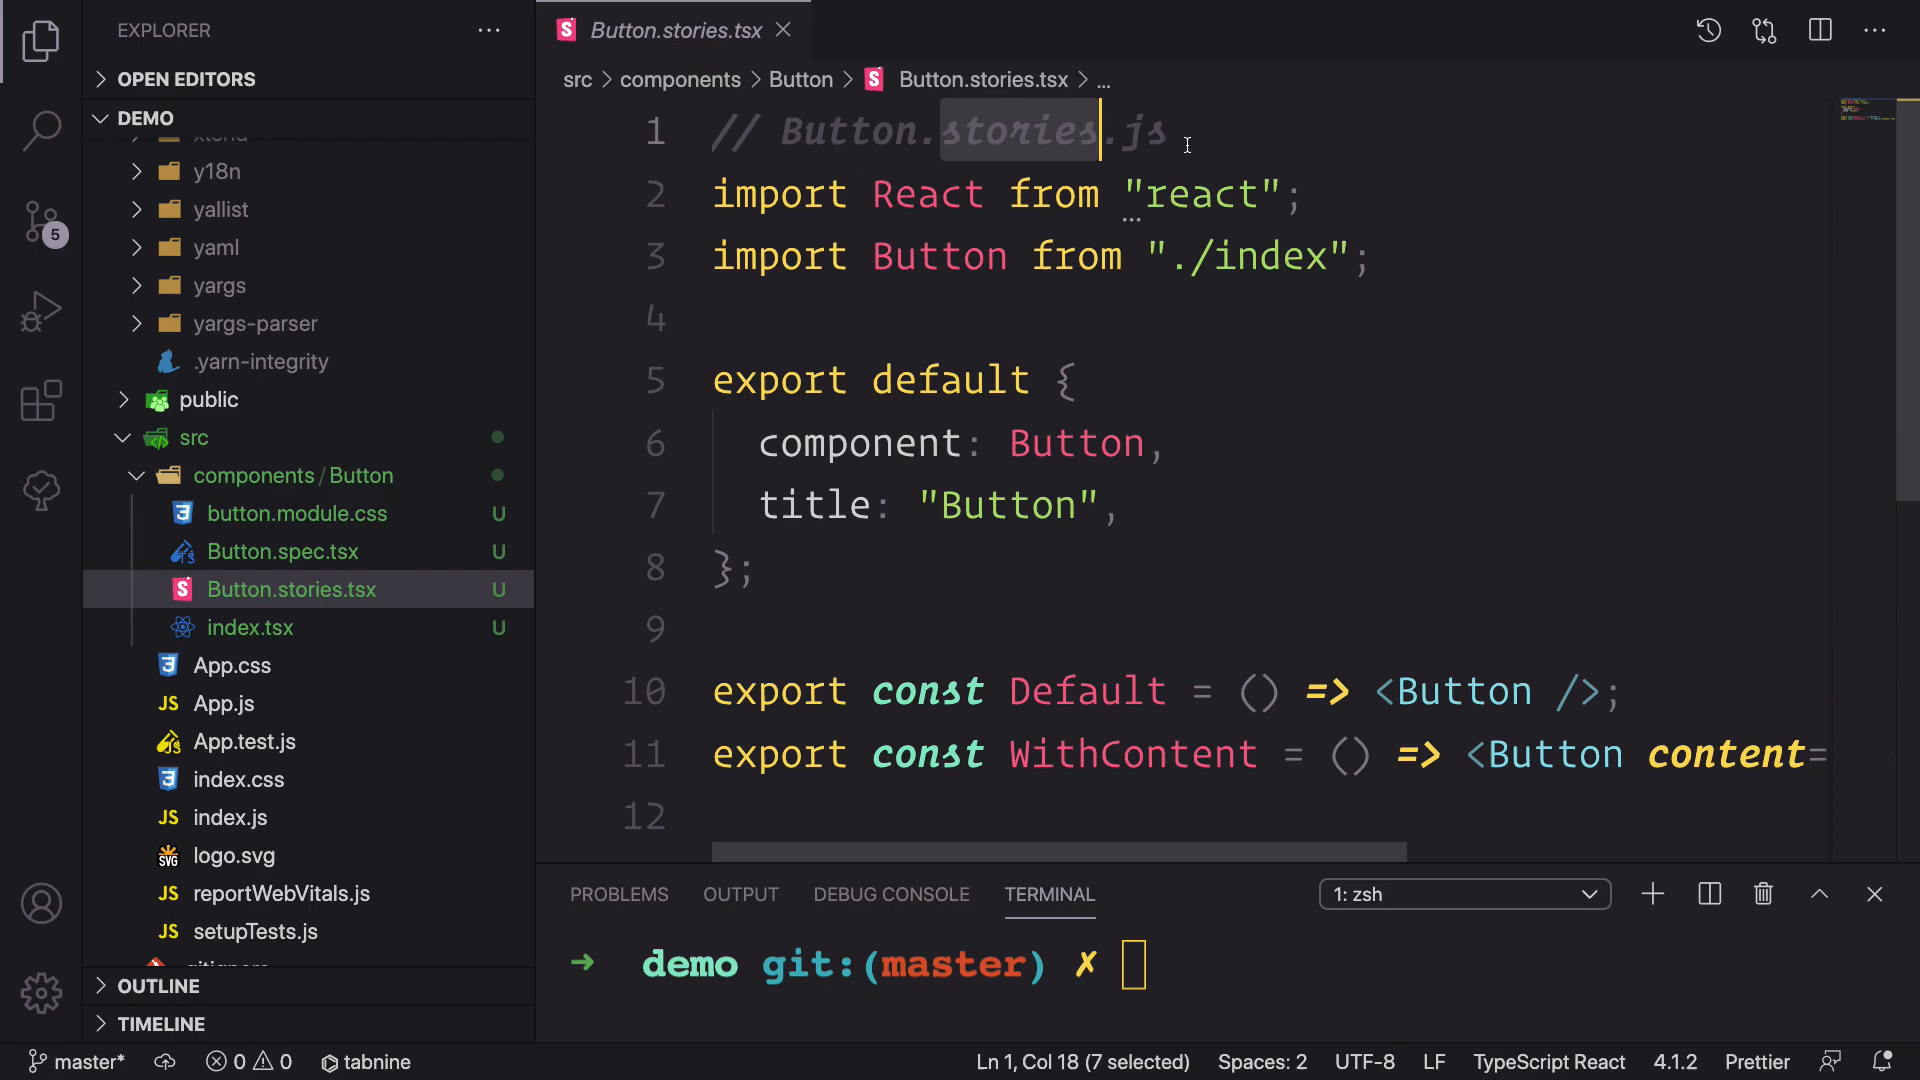 EXPLORER
OPEN EDITORS
DEMO
y18n
yallist
yaml
yargs
yargs-parser
.yarn-integrity
public
src
components / Button
button.module.css U
Button.spec.tsx U
Button.stories.tsx U
index.tsx U
App.css
JS App.js
App.test.js
index.css
JS index.js
SVG logo.svg
JS reportWebVitals.js
JS setupTests.js
OUTLINE
TIMELINE
5
Button.stories.tsx
src > components > Button > Button.stories.tsx > ...
1 // Button.stories.js
2 import React from "react";
3 import Button from "./index";
4
5 export default {
6 component: Button,
7 title: "Button",
8 };
9
10 export const Default = () => <Button />;
11 export const WithContent = () => <Button content=
12
PROBLEMS OUTPUT DEBUG CONSOLE TERMINAL 1: zsh
➜ demo git:(master) ✗
master* 0 0 tabnine Ln 1, Col 18 (7 selected) Spaces: 2 UTF-8 LF TypeScript React 4.1.2 Prettier